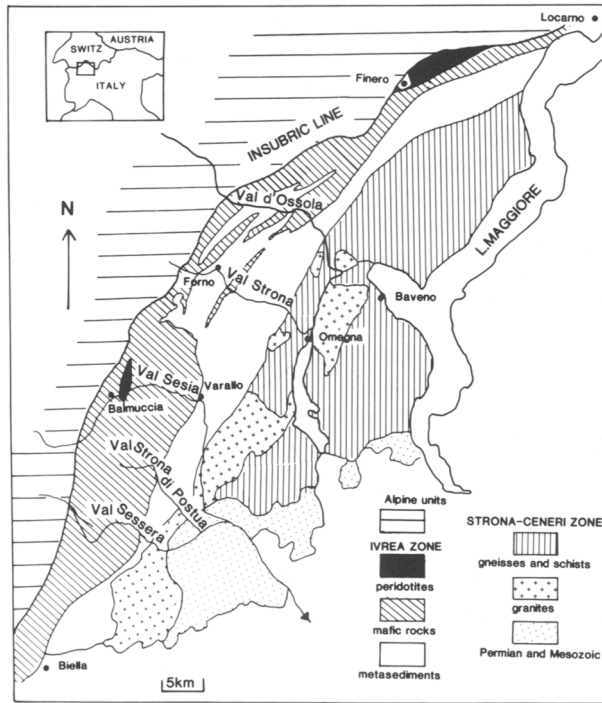 Locarno
AUSTRIA
SWITZ
ITALY
Finero
INSUBRIC LINE
N
Val d'Ossola
L. MAGGIORE
Forno
Val Strona
Baveno
Omegna
Val Sesia
Varallo
Balmuccia
Val Strona
di Postua
Val Sessera
Biella
5km
Alpine units
IVREA ZONE
peridotites
mafic rocks
metasediments
STRONA-CENERI ZONE
gneisses and schists
granites
Permian and Mesozoic